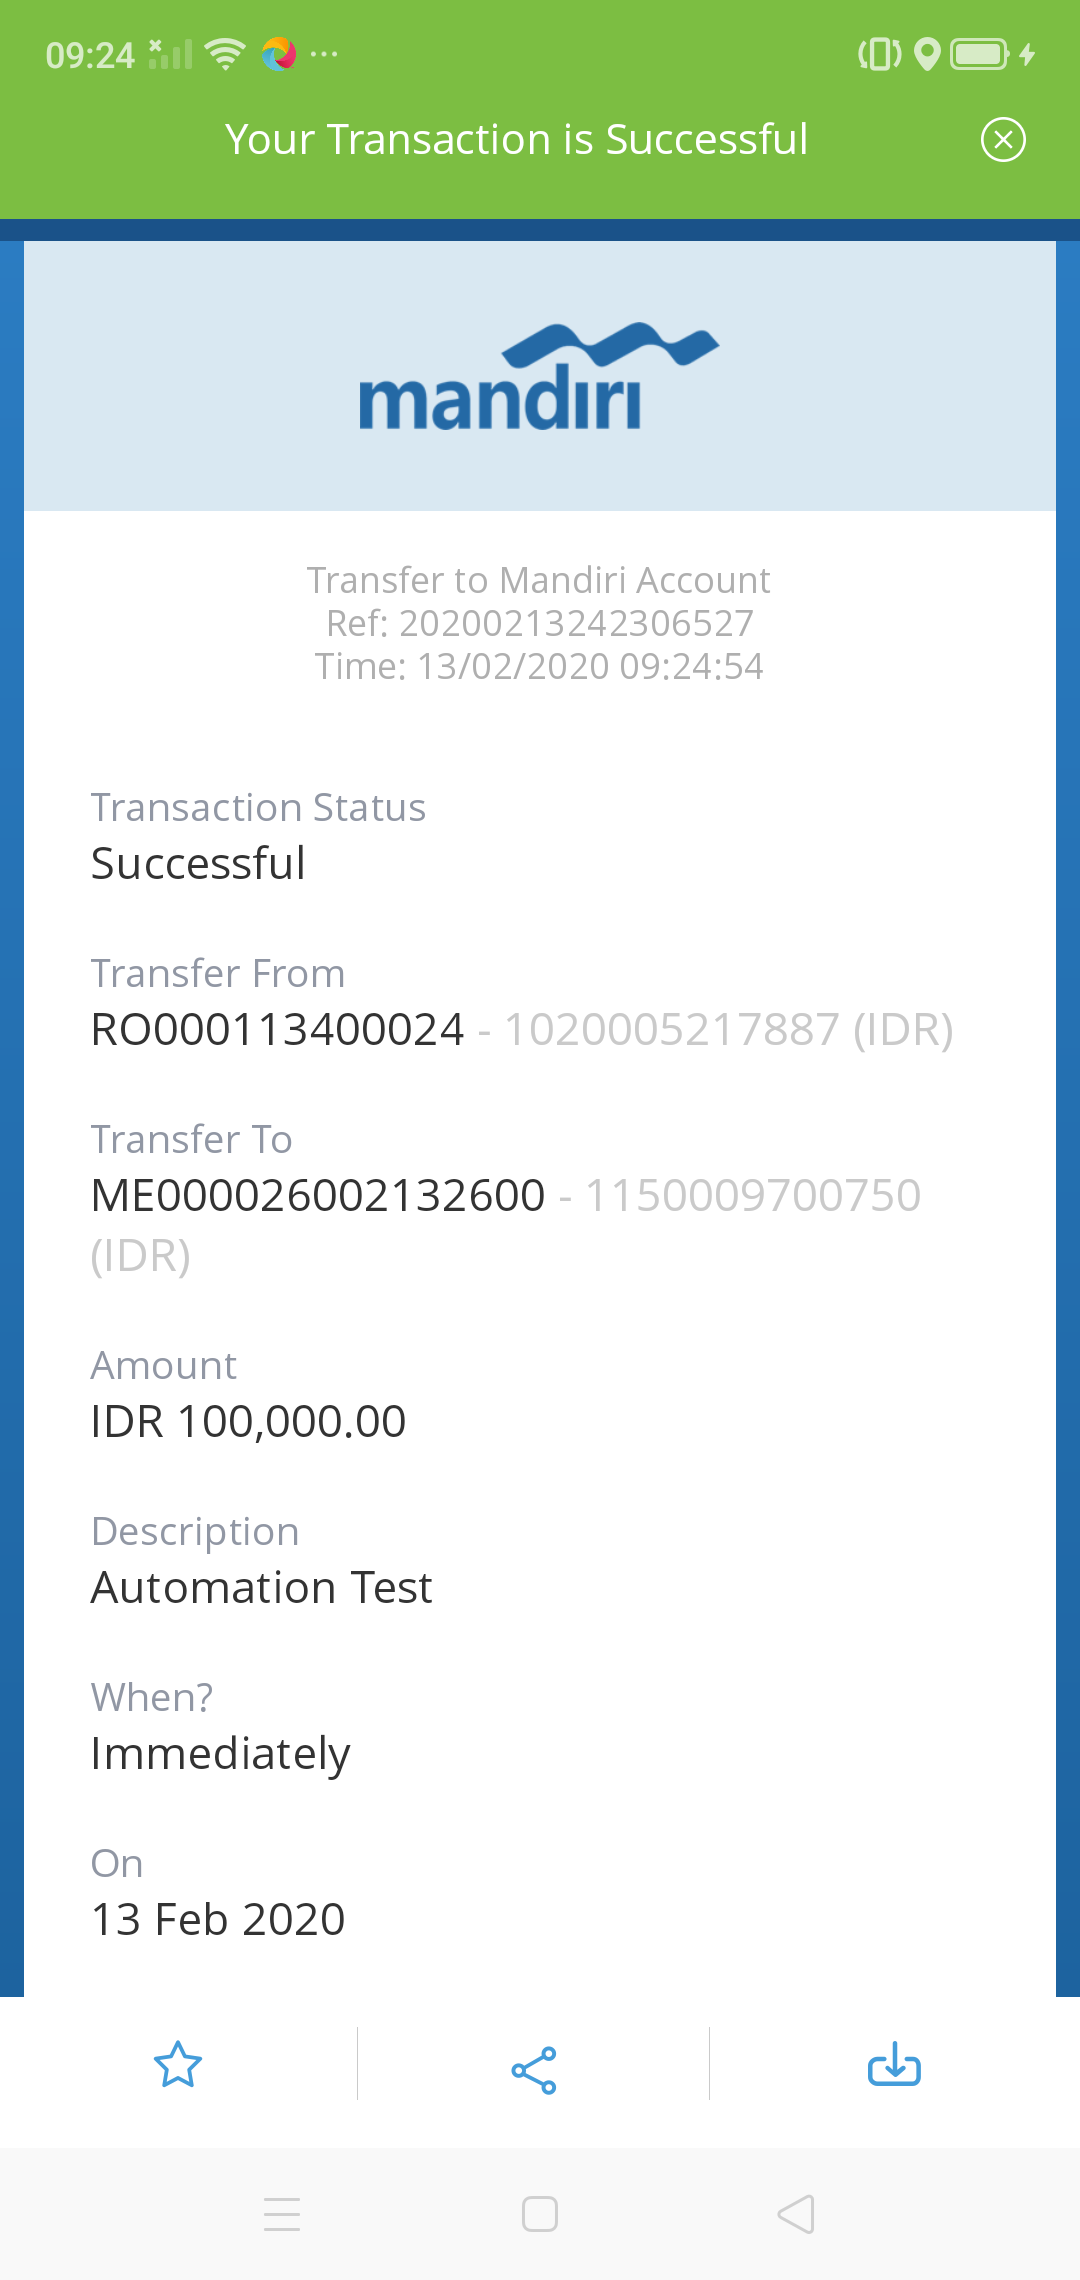 09:24
Your Transaction is Successful
mandiri
Transfer to Mandiri Account
Ref: 20200213242306527
Time: 13/02/2020 09:24:54
Transaction Status
Successful
Transfer From
RO000113400024 - 1020005217887 (IDR)
Transfer To
ME000026002132600 - 1150009700750
(IDR)
Amount
IDR 100,000.00
Description
Automation Test
When?
Immediately
On
13 Feb 2020